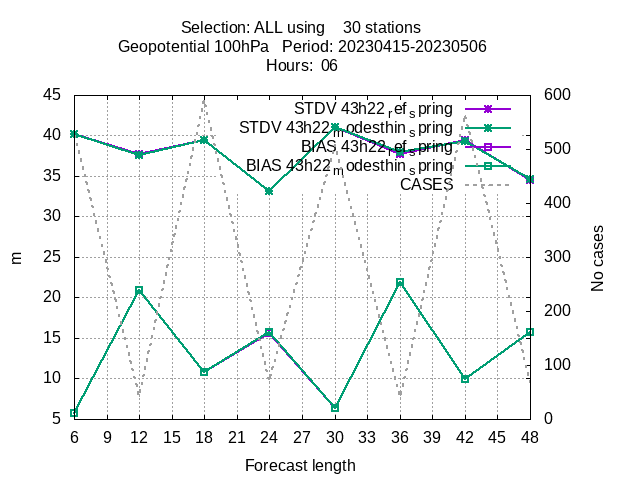 Selection: ALL using 30 stations
Geopotential 100hPa Period: 20230415-20230506
Hours: 06
STDV 43h22_ref_spring
STDV 43h22_modesthin_spring
BIAS 43h22_ref_spring
BIAS 43h22_modesthin_spring
CASES
45
40
35
30
25
20
15
10
5
m
600
500
400
300
200
100
0
No cases
6 9 12 15 18 21 24 27 30 33 36 39 42 45 48
Forecast length